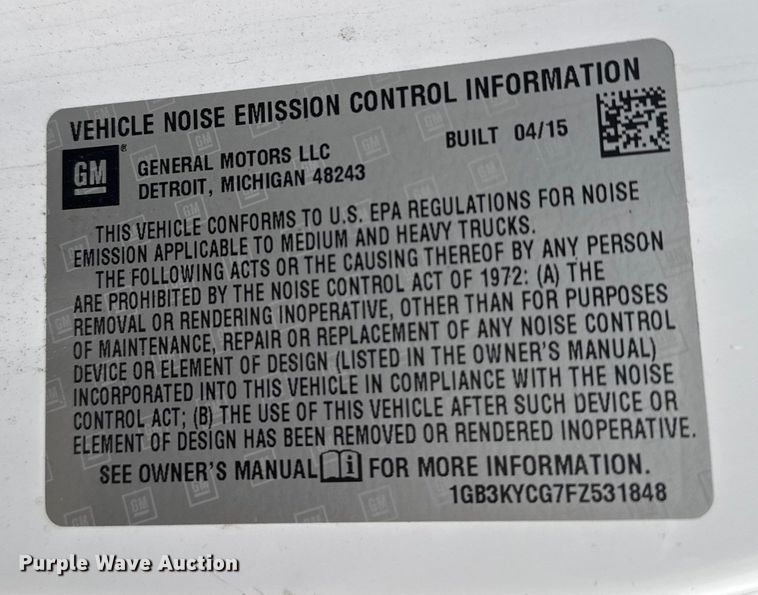 VEHICLE NOISE EMISSION CONTROL INFORMATION
GM®
GENERAL MOTORS LLC
DETROIT, MICHIGAN 48243
BUILT 04/15
THIS VEHICLE CONFORMS TO U.S. EPA REGULATIONS FOR NOISE
EMISSION APPLICABLE TO MEDIUM AND HEAVY TRUCKS.
THE FOLLOWING ACTS OR THE CAUSING THEREOF BY ANY PERSON
ARE PROHIBITED BY THE NOISE CONTROL ACT OF 1972: (A) THE
REMOVAL OR RENDERING INOPERATIVE, OTHER THAN FOR PURPOSES
OF MAINTENANCE, REPAIR OR REPLACEMENT OF ANY NOISE CONTROL
DEVICE OR ELEMENT OF DESIGN (LISTED IN THE OWNER'S MANUAL)
INCORPORATED INTO THIS VEHICLE IN COMPLIANCE WITH THE NOISE
CONTROL ACT; (B) THE USE OF THIS VEHICLE AFTER SUCH DEVICE OR
ELEMENT OF DESIGN HAS BEEN REMOVED OR RENDERED INOPERATIVE.
SEE OWNER'S MANUAL i FOR MORE INFORMATION.
1GB3KYCG7FZ531848
Purple Wave Auction